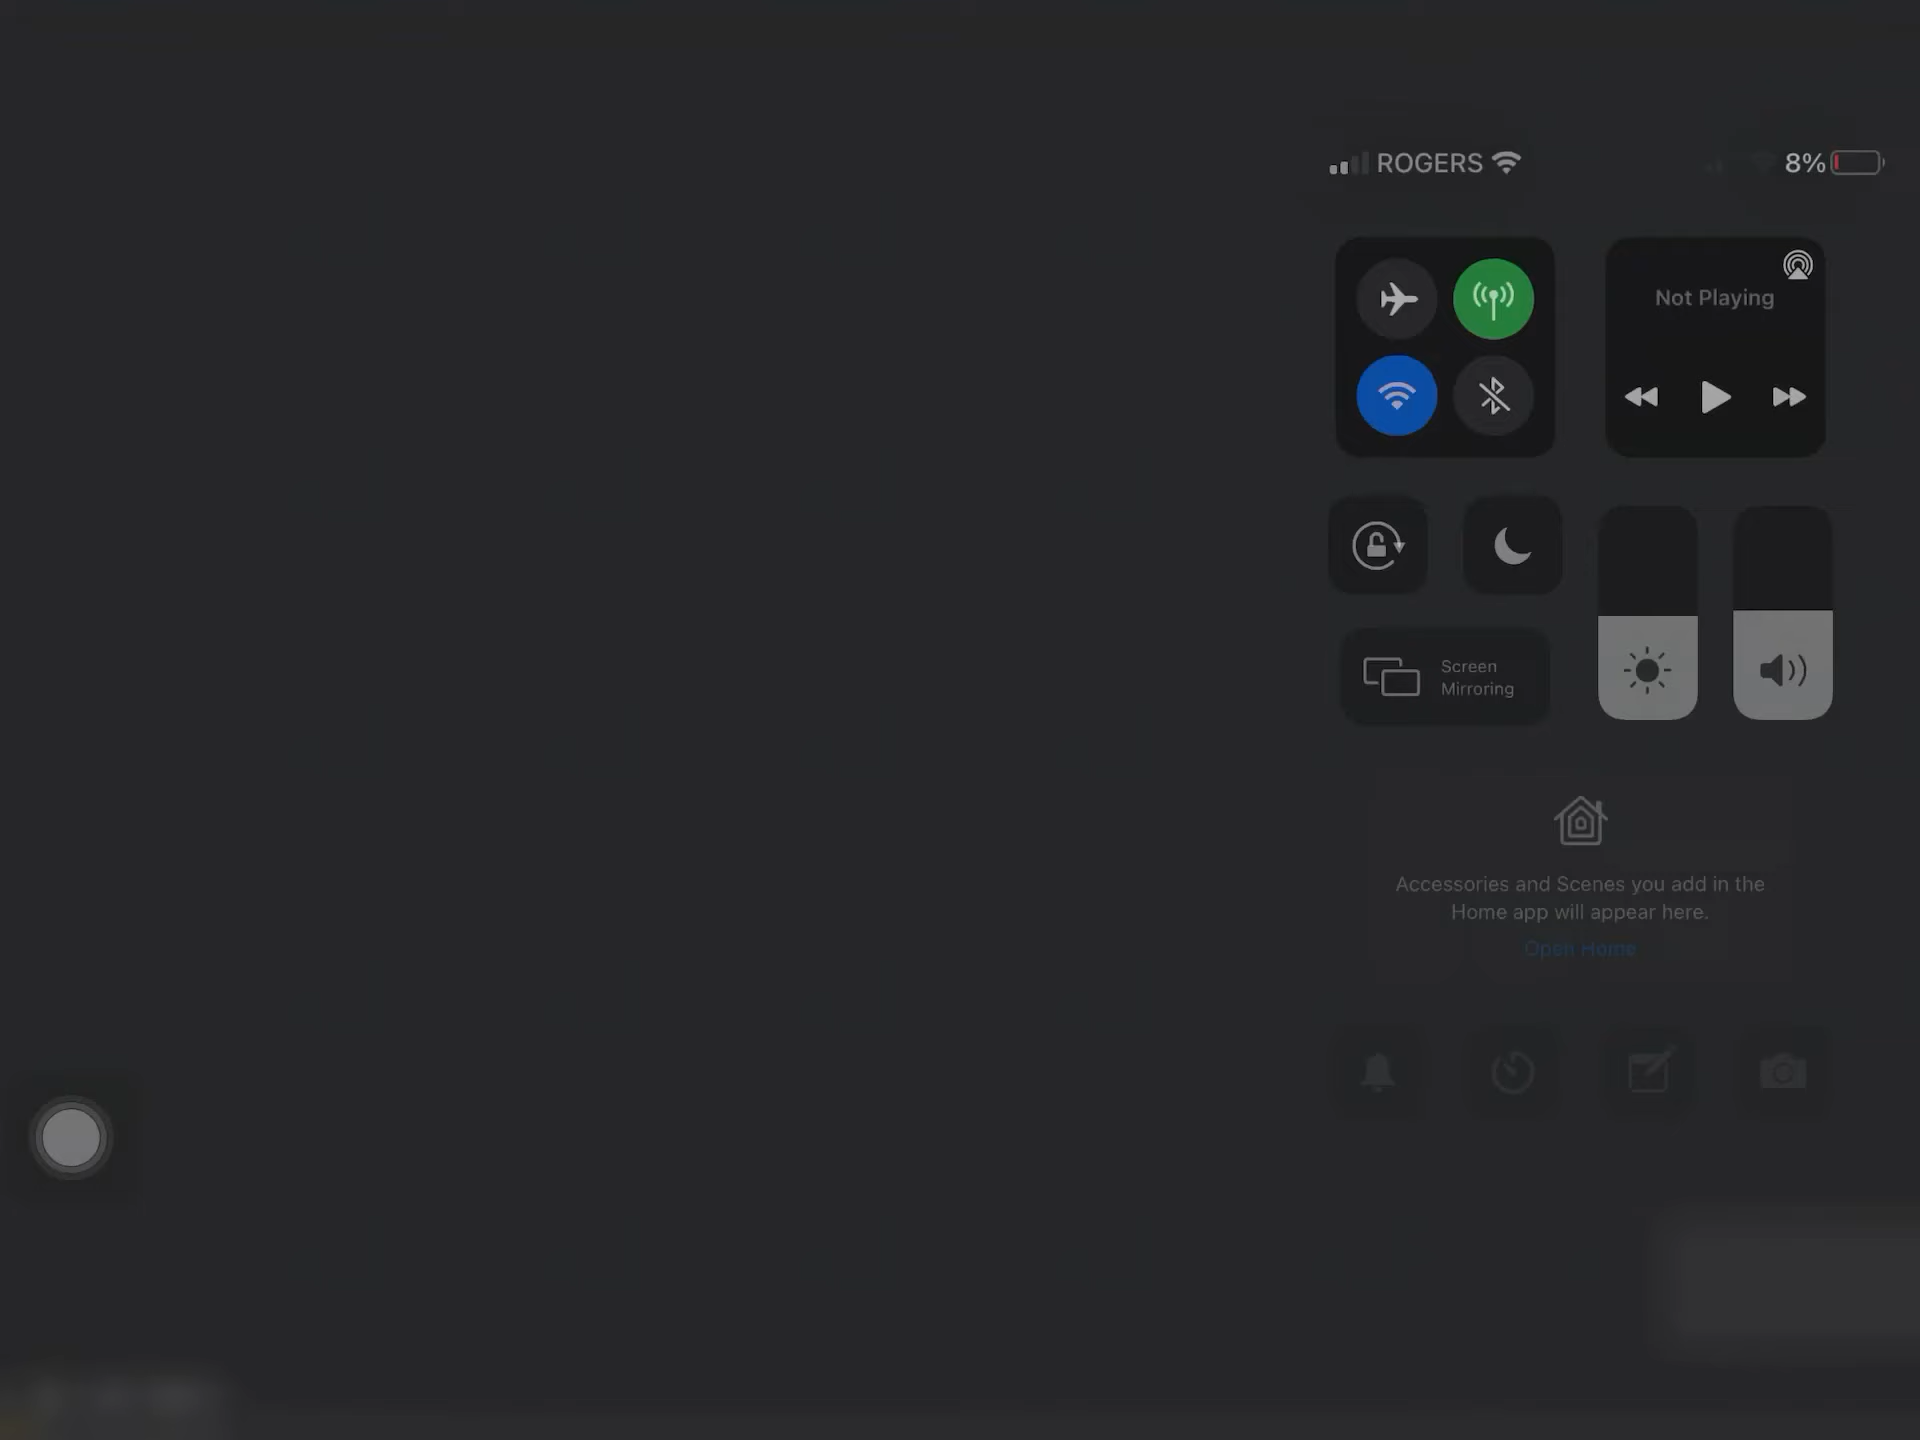 ROGERS 8%
Not Playing
Screen
Mirroring
Accessories and Scenes you add in the
Home app will appear here.
Open Home